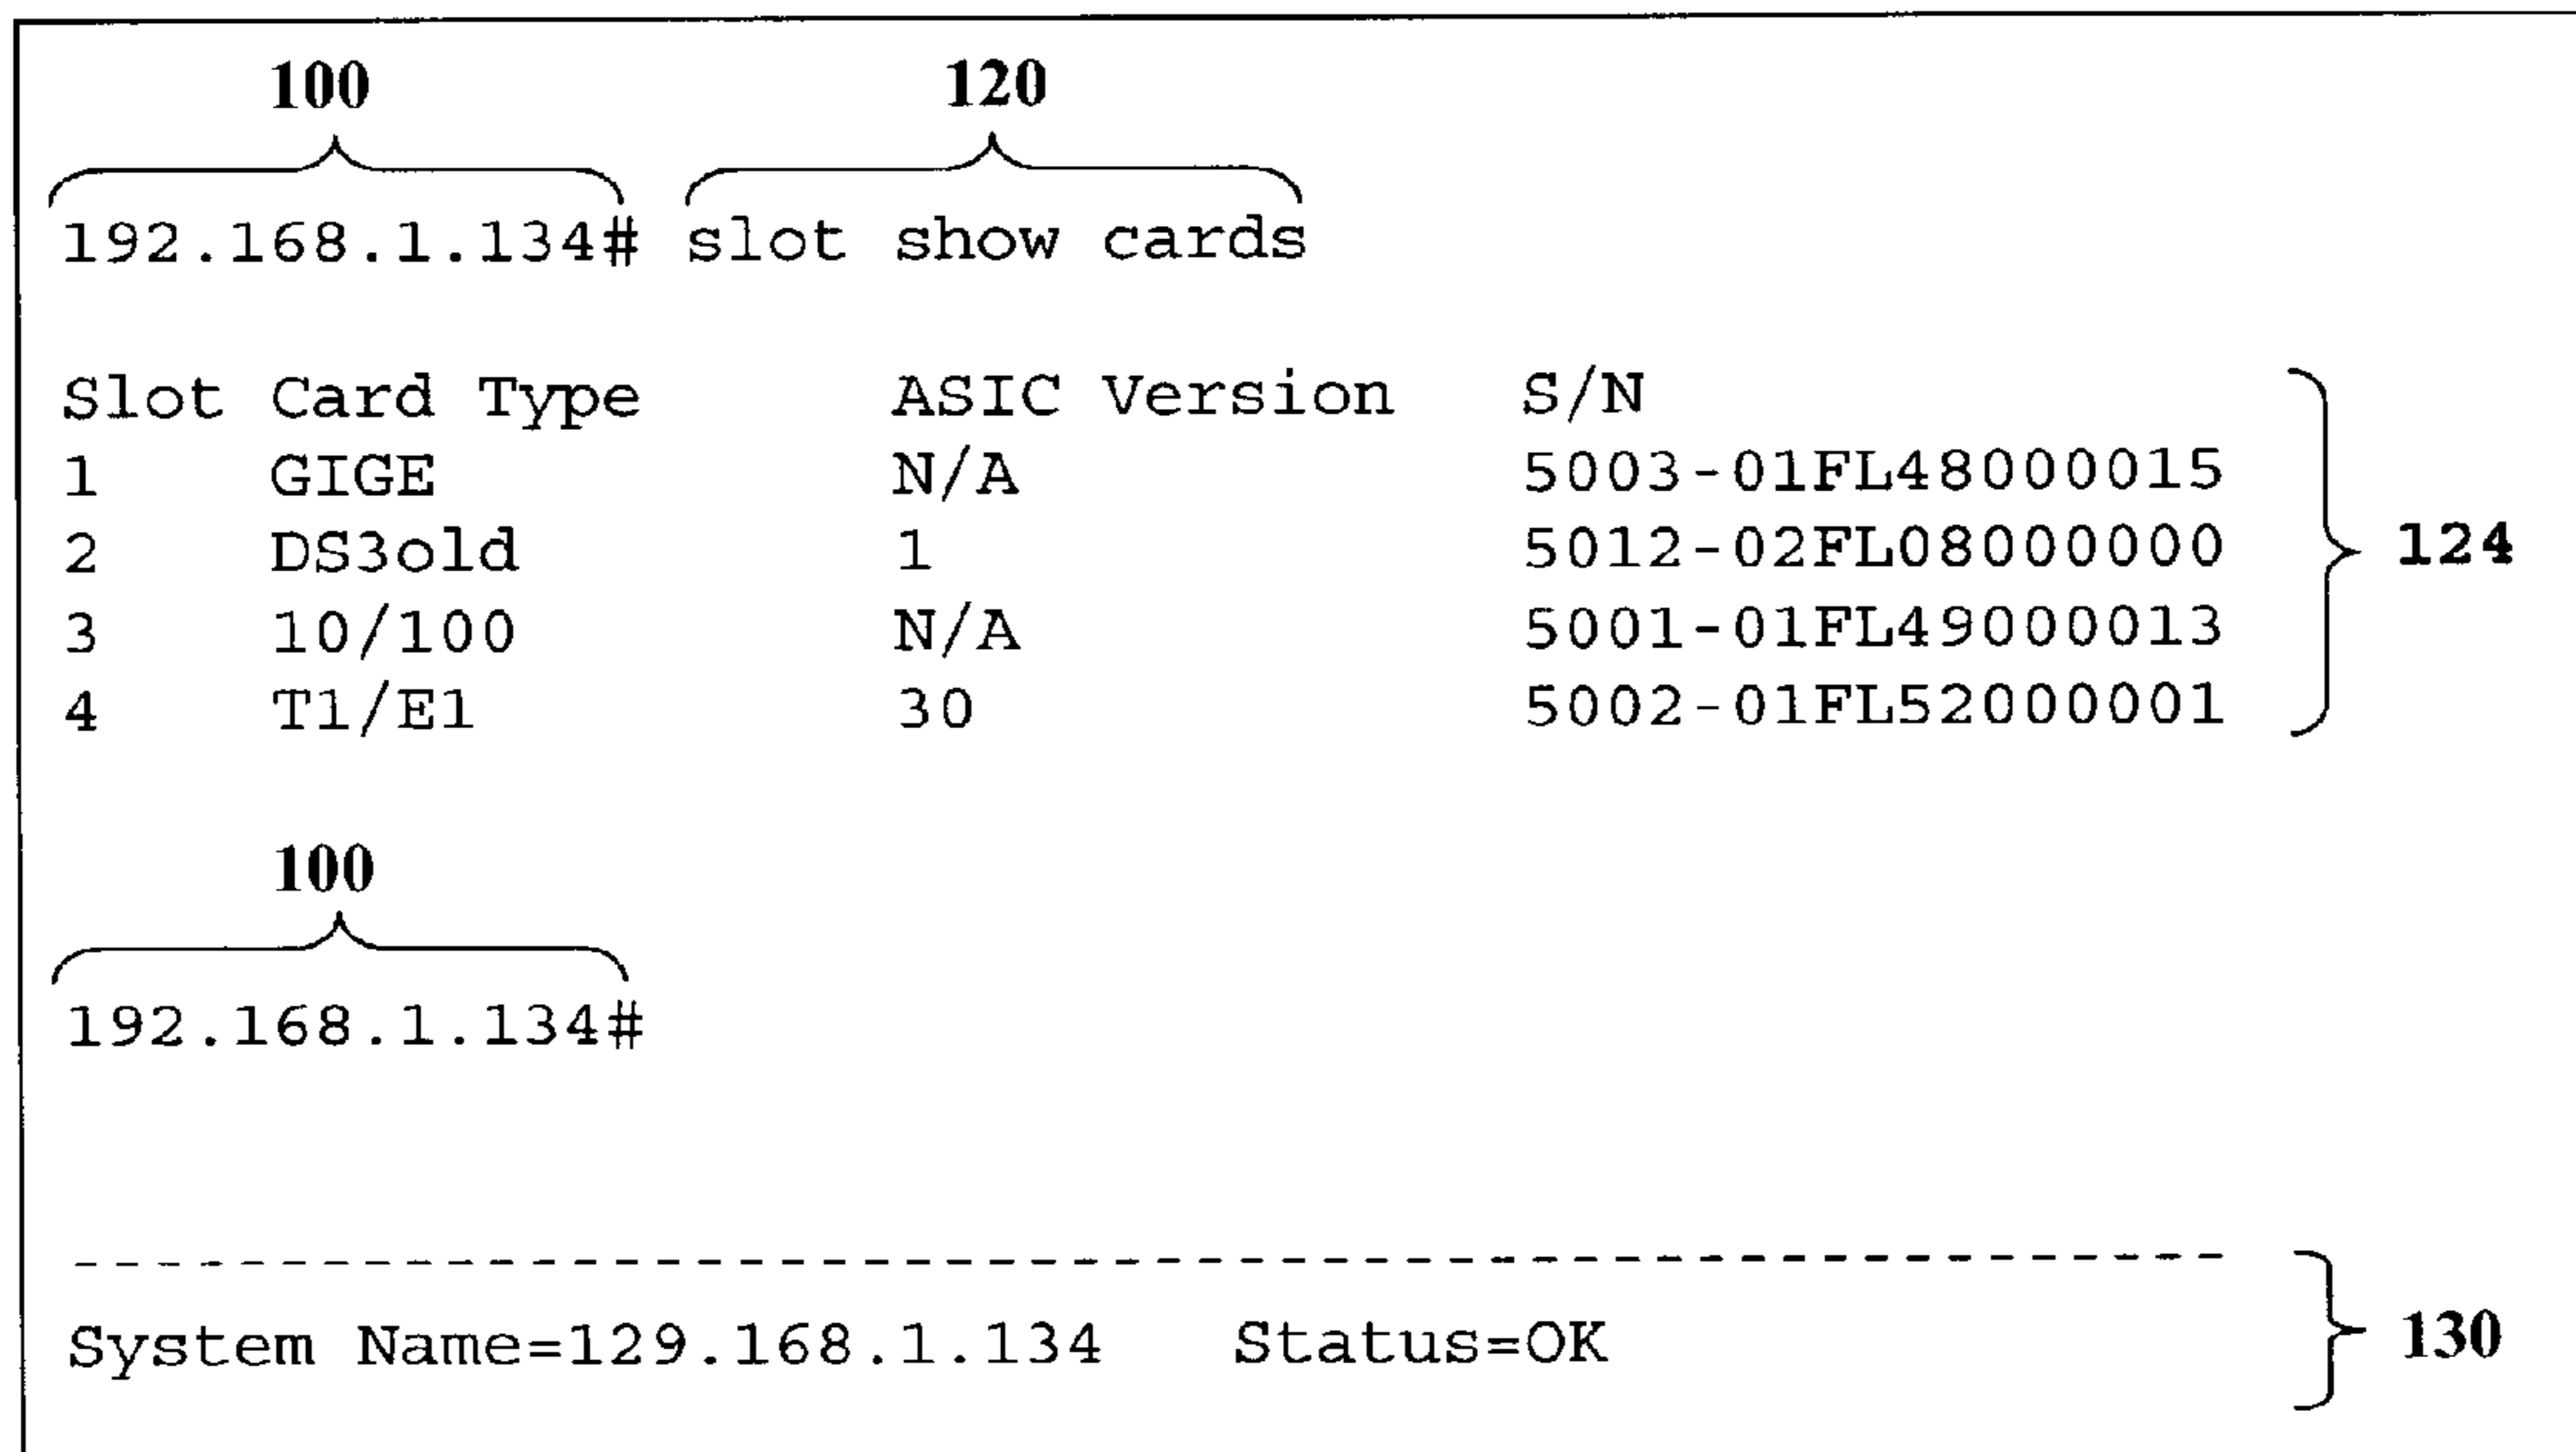 100 120
192.168.1.134# slot show cards
Slot Card Type ASIC Version S/N
1 GIGE N/A 5003-01FL48000015
2 DS3old 1 5012-02FL08000000
124
3 10/100 N/A 5001-01FL49000013
4 T1/E1 30 5002-01FL52000001
100
192.168.1.134#
------------------------------------------------
System Name=129.168.1.134 Status=OK
130